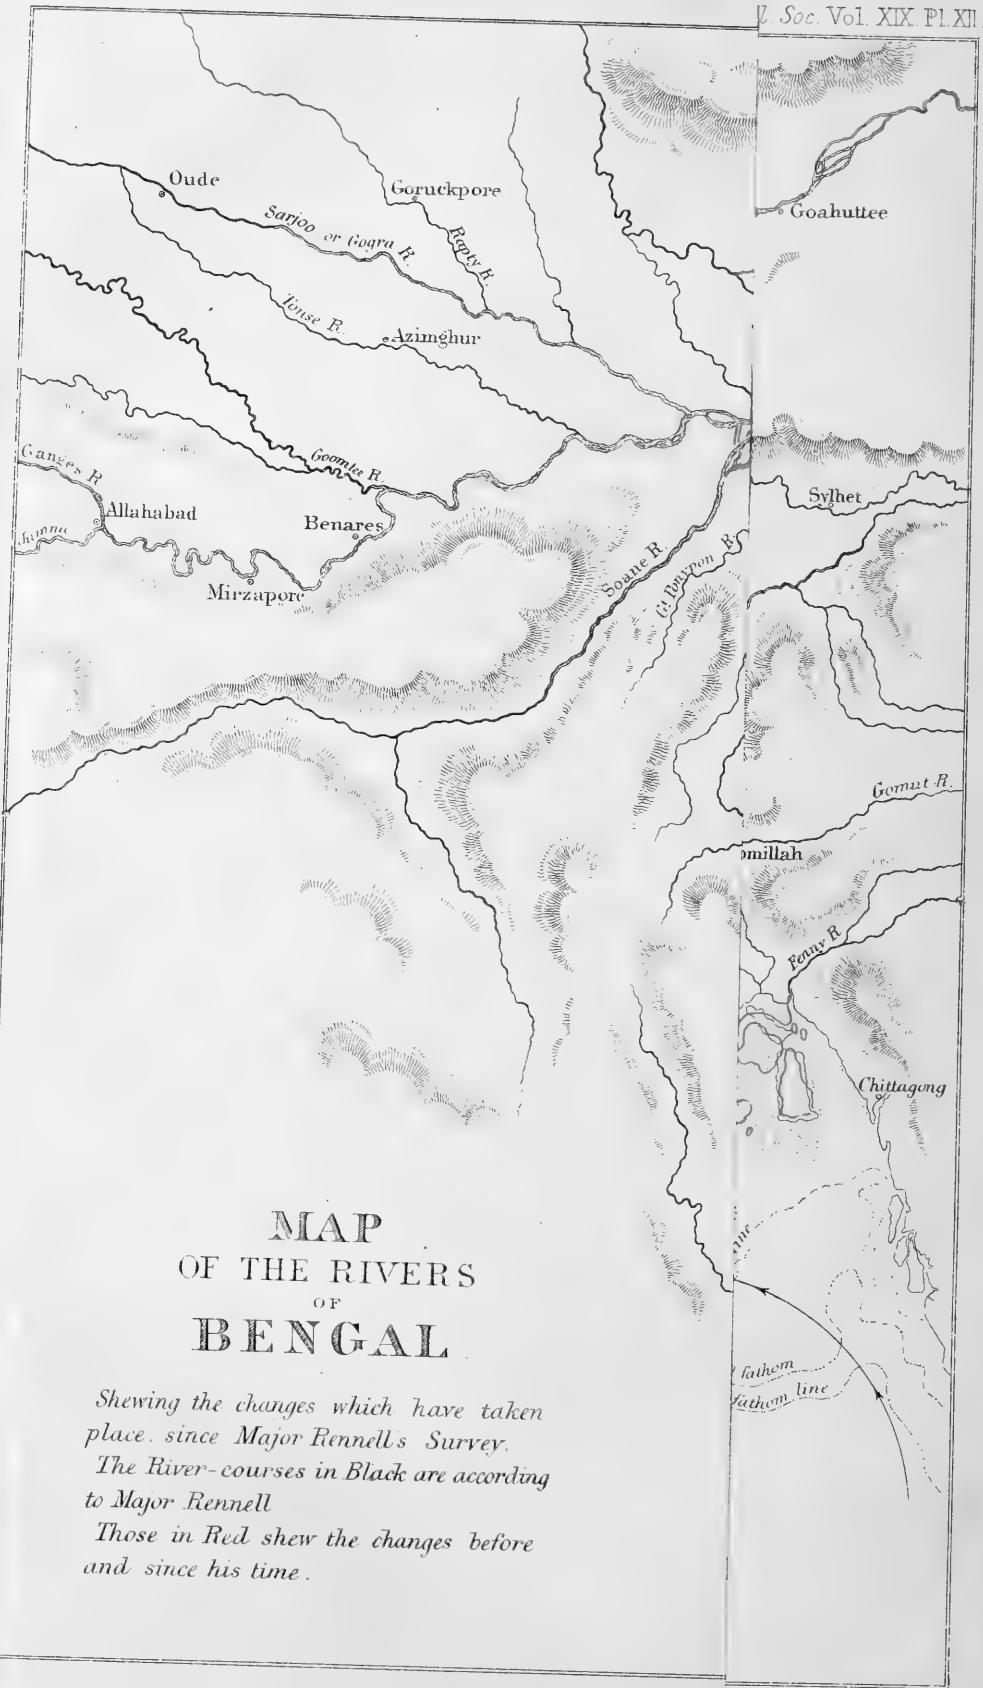 Soc. Vol. XIX. Pl. XII.
Oude
Goruckpore
Goahuttee
Sarjoo or Gogra R.
Rapty R.
Tonse R.
Azimghur
Goomtee R.
Ganges R
Sylhet
Allahabad
Jumna
Benares
Soane R.
R.
Mirzapore
Gomut R.
omillah
Fenny R
Chittagong
MAP
OF THE RIVERS
OF
BENGAL
fathom
fathom line
Shewing the changes which have taken
place. since Major Rennell's Survey.
The River-courses in Black are according
to Major Rennell
Those in Red shew the changes before
and since his time.